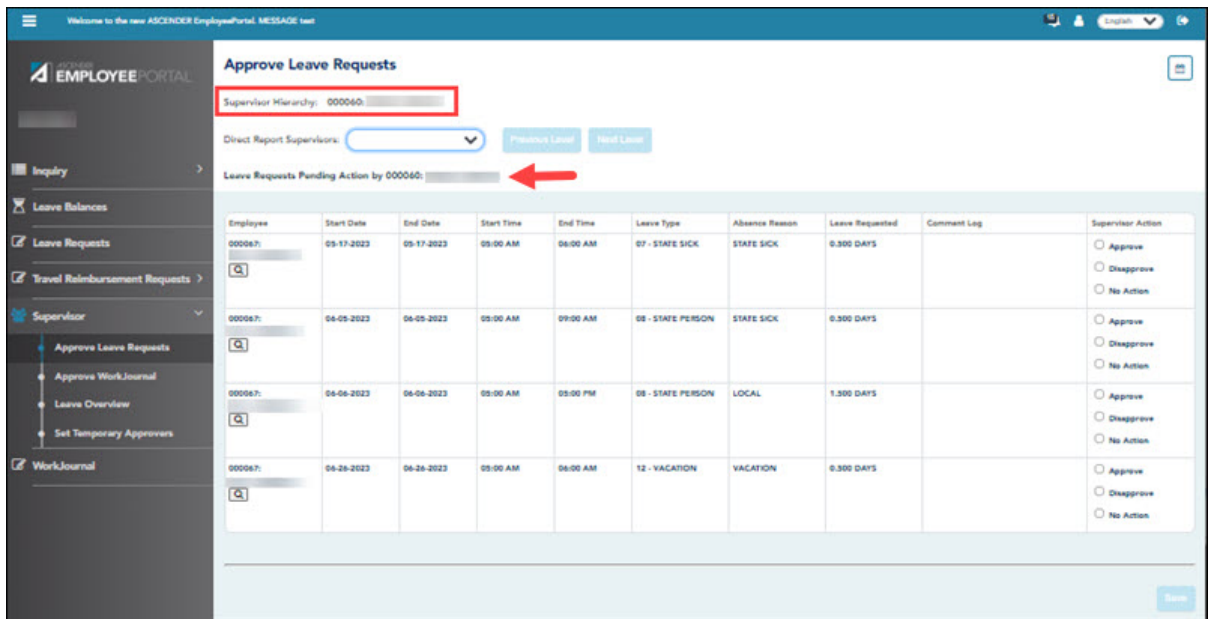 Welcome to the new ASCENDER EmployeePortal. MESSAGE test
English
ASCENDER
EMPLOYEEPORTAL
Inquiry
Leave Balances
Leave Requests
Travel Reimbursement Requests
Supervisor
Approve Leave Requests
Approve WorkJournal
Leave Overview
Set Temporary Approvers
WorkJournal
Approve Leave Requests
Supervisor Hierarchy: 000060:
Direct Report Supervisors: Previous Level Next Level
Leave Requests Pending Action by 000060:
Employee Start Date End Date Start Time End Time Leave Type Absence Reason Leave Requested Comment Log Supervisor Action
000067: 05-17-2023 05-17-2023 05:00 AM 06:00 AM 07 - STATE SICK STATE SICK 0.300 DAYS Approve
Disapprove
No Action
000067: 06-05-2023 06-05-2023 05:00 AM 09:00 AM 08 - STATE PERSON STATE SICK 0.500 DAYS Approve
Disapprove
No Action
000067: 06-06-2023 06-06-2023 05:00 AM 05:00 PM 08 - STATE PERSON LOCAL 1.500 DAYS Approve
Disapprove
No Action
000067: 06-26-2023 06-26-2023 05:00 AM 06:00 AM 12 - VACATION VACATION 0.300 DAYS Approve
Disapprove
No Action
Save